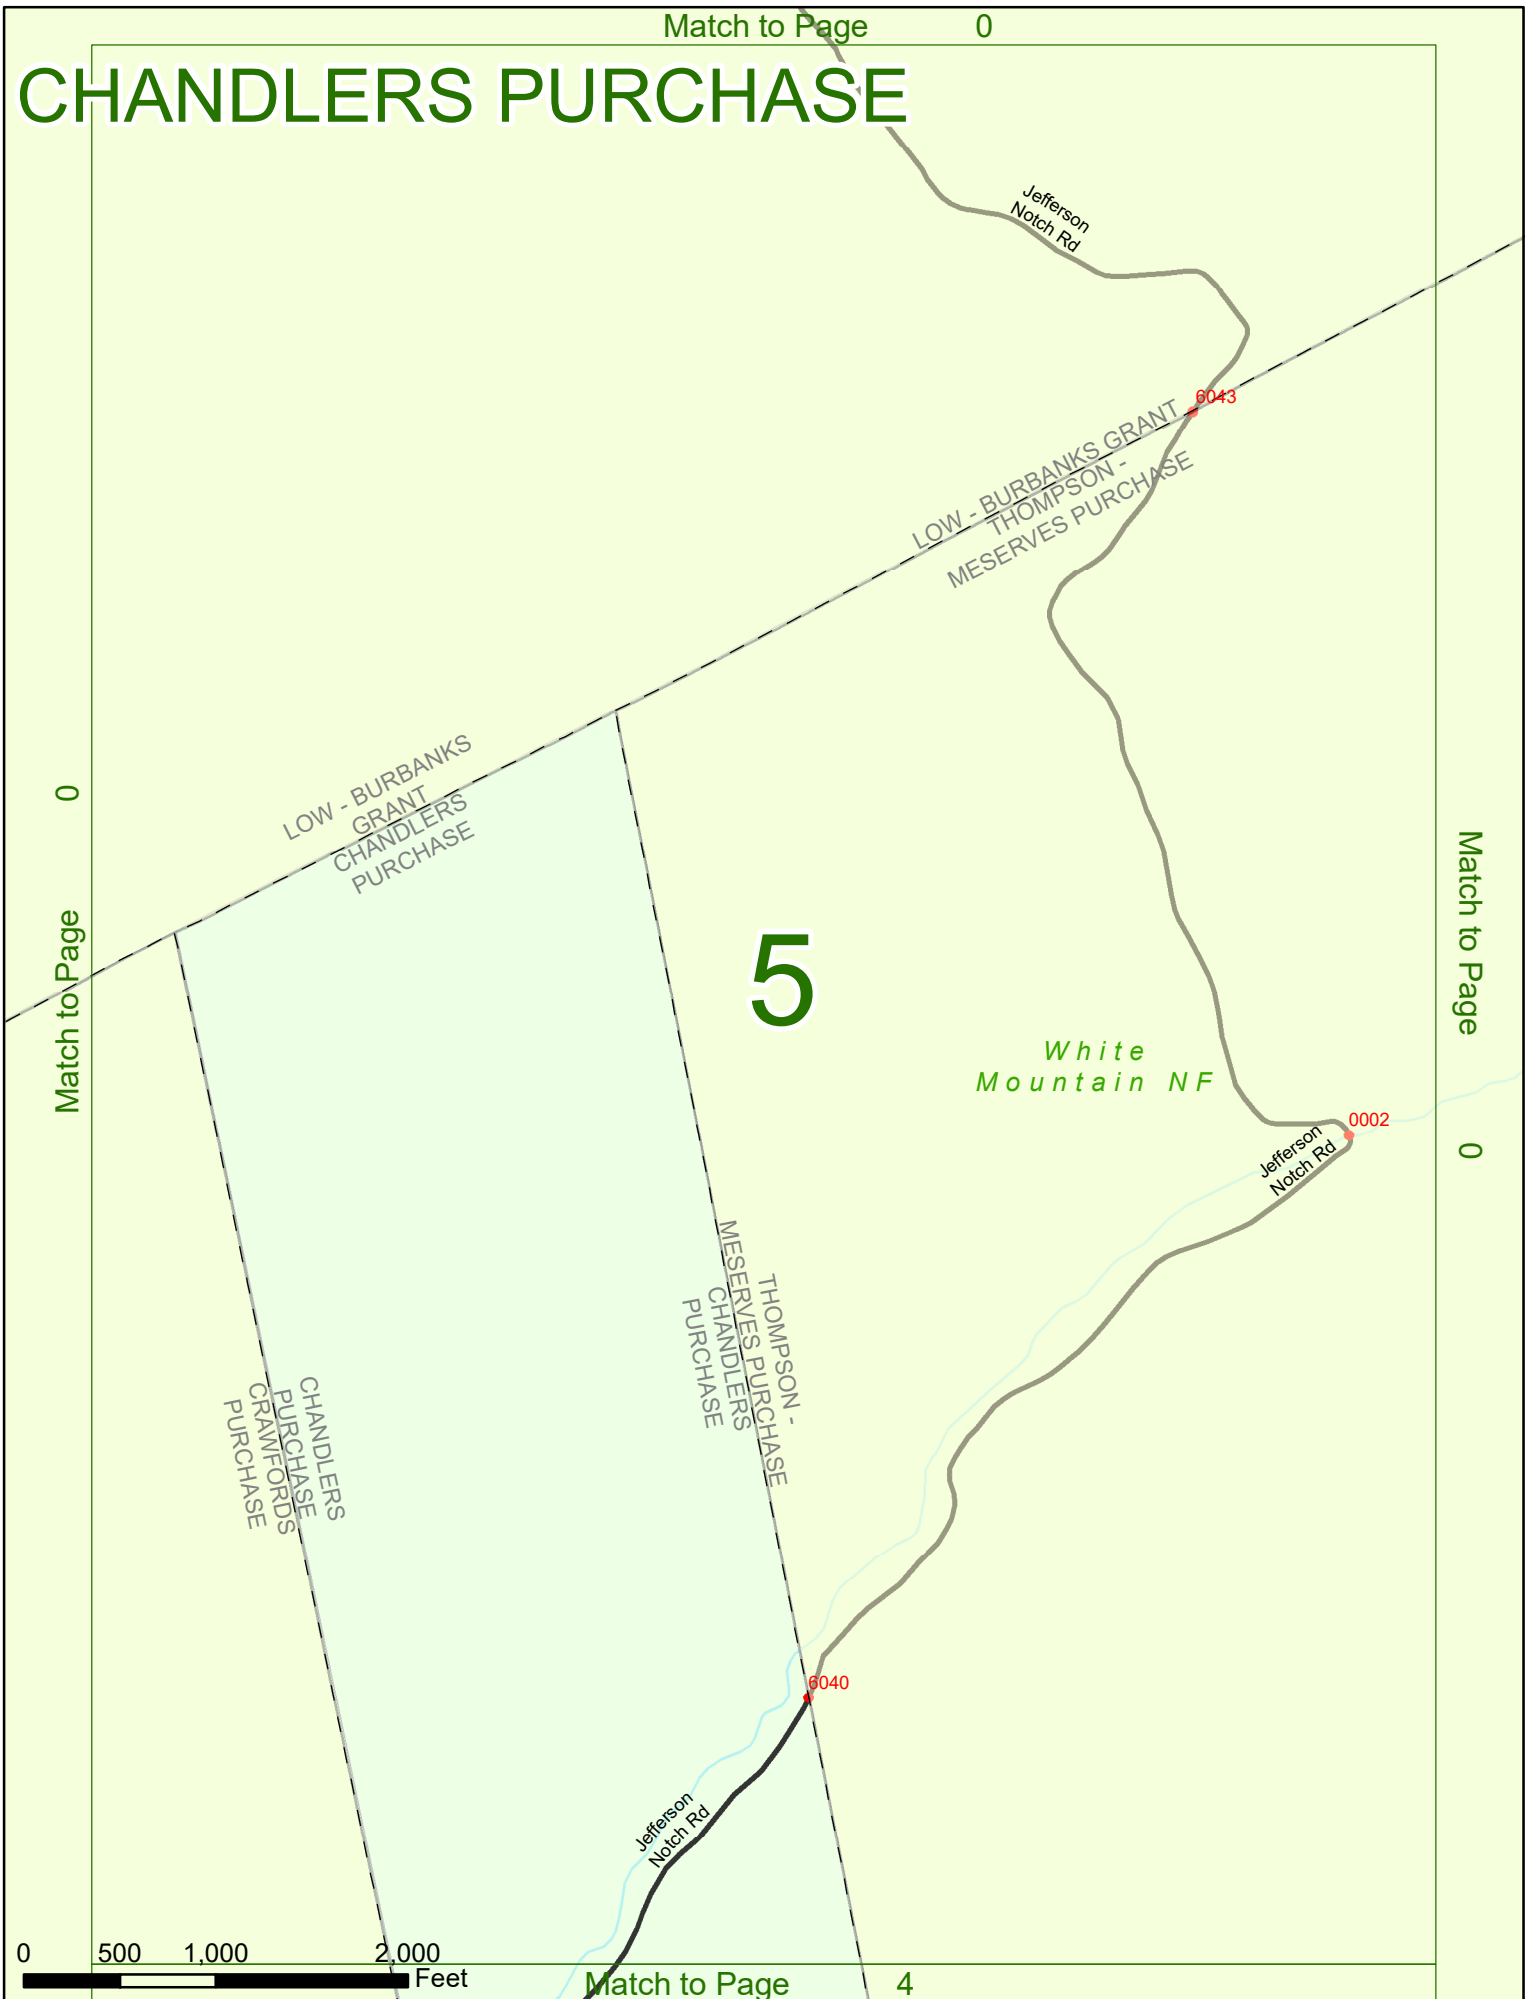 Match to Page 0
CHANDLERS PURCHASE
Jefferson
Notch Rd
6043
LOW - BURBANKS GRANT
THOMPSON -
MESERVES PURCHASE
LOW - BURBANKS
GRANT
CHANDLERS
PURCHASE
Match to Page 0
5
Match to Page 0
White
Mountain NF
0002
Jefferson
Notch Rd
THOMPSON -
MESERVES PURCHASE
CHANDLERS
PURCHASE
CHANDLERS
PURCHASE
CRAWFORDS
PURCHASE
6040
Jefferson
Notch Rd
0 500 1,000 2,000
Feet
Match to Page 4